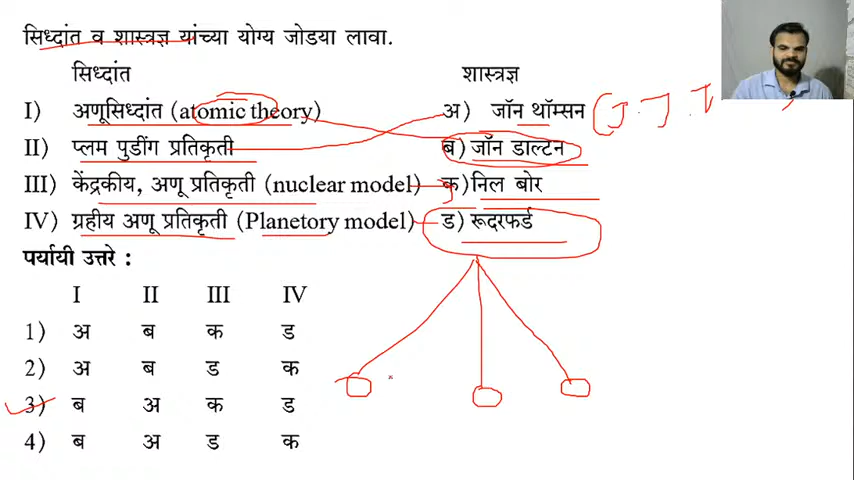 सिध्दांत व शास्त्रज्ञ यांच्या योग्य जोडया लावा.
सिध्दांत शास्त्रज्ञ
I) अणूसिध्दांत (atomic theory) अ) जॉन थॉम्सन (J. J. T
II) प्लम पुडींग प्रतिकृती ब) जॉन डाल्टन
III) केंद्रकीय, अणू प्रतिकृती (nuclear model) क) निल बोर
IV) ग्रहीय अणू प्रतिकृती (Planetory model) ड) रूदरफर्ड
पर्यायी उत्तरे :
I II III IV
1) अ ब क ड
2) अ ब ड क
3) ब अ क ड
4) ब अ ड क